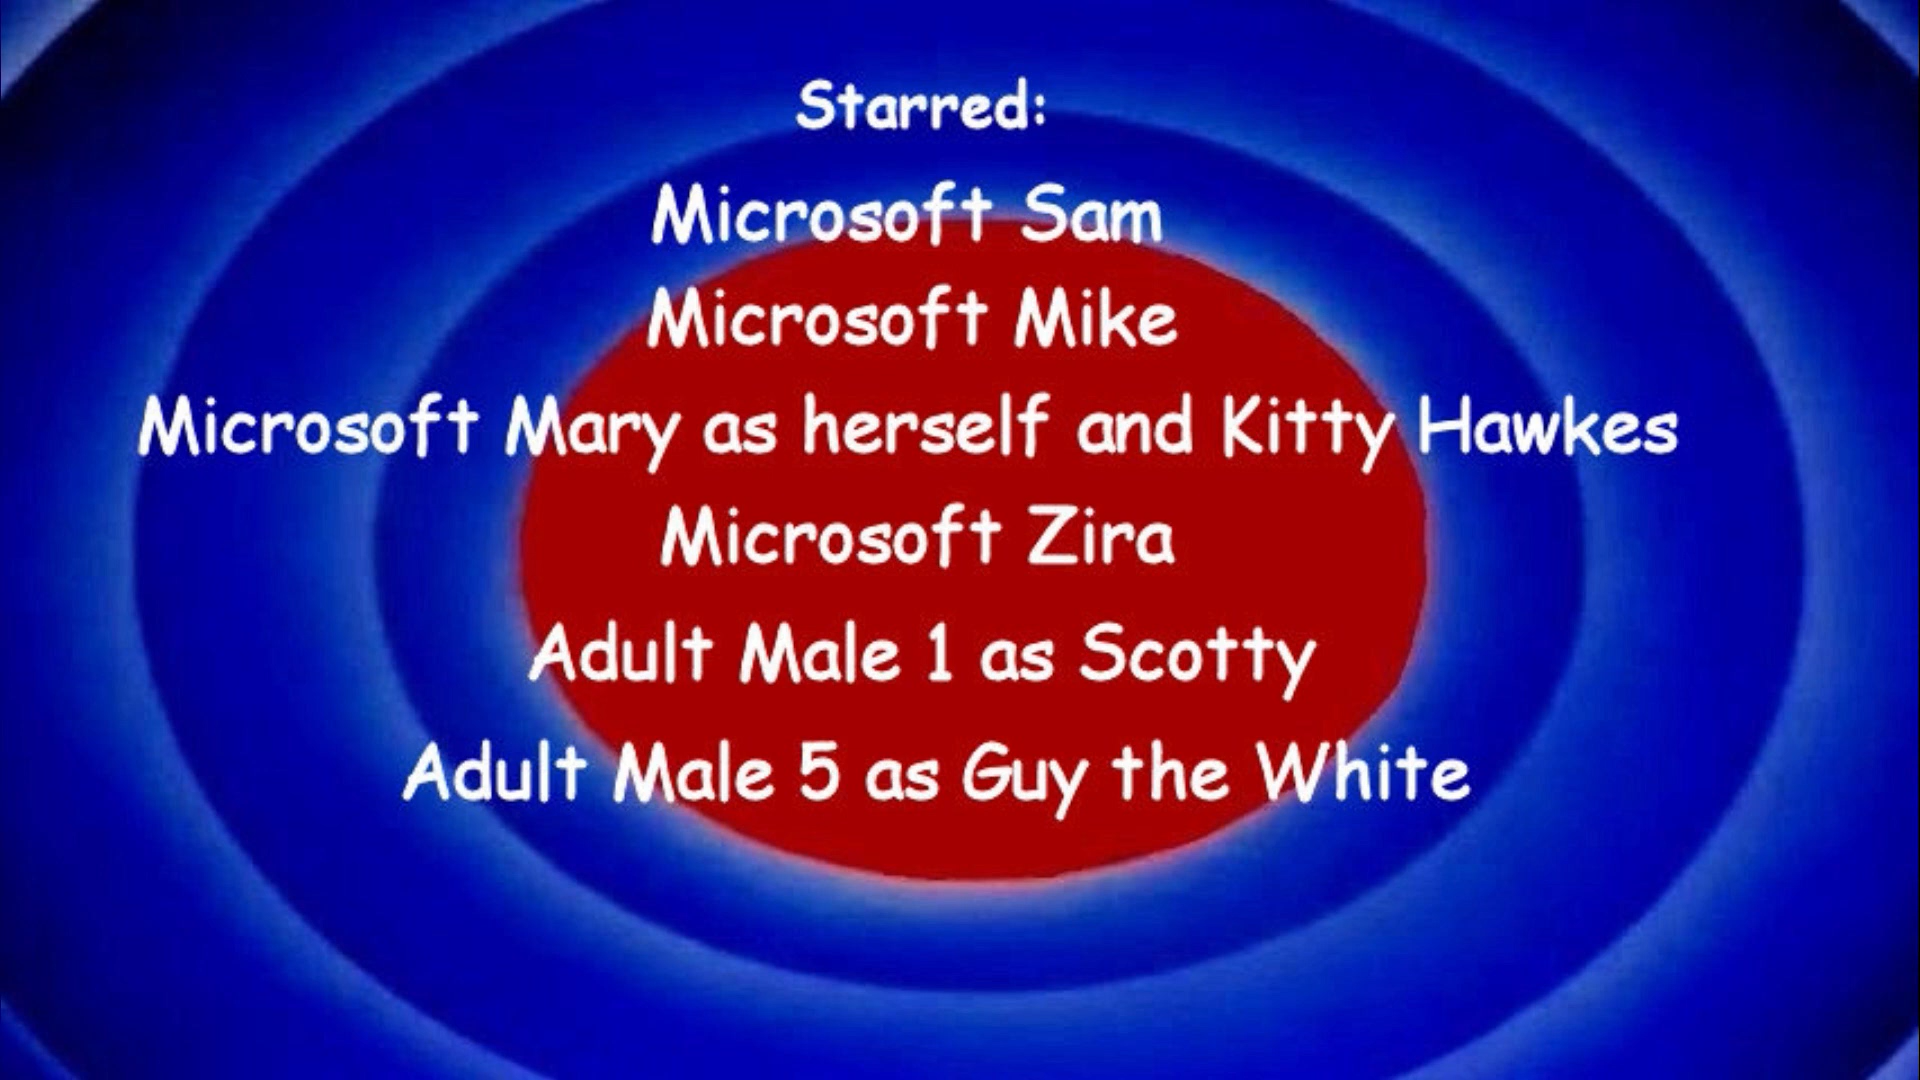 Starred:
Microsoft Sam
Microsoft Mike
Microsoft Mary as herself and Kitty Hawkes
Microsoft Zira
Adult Male 1 as Scotty
Adult Male 5 as Guy the White